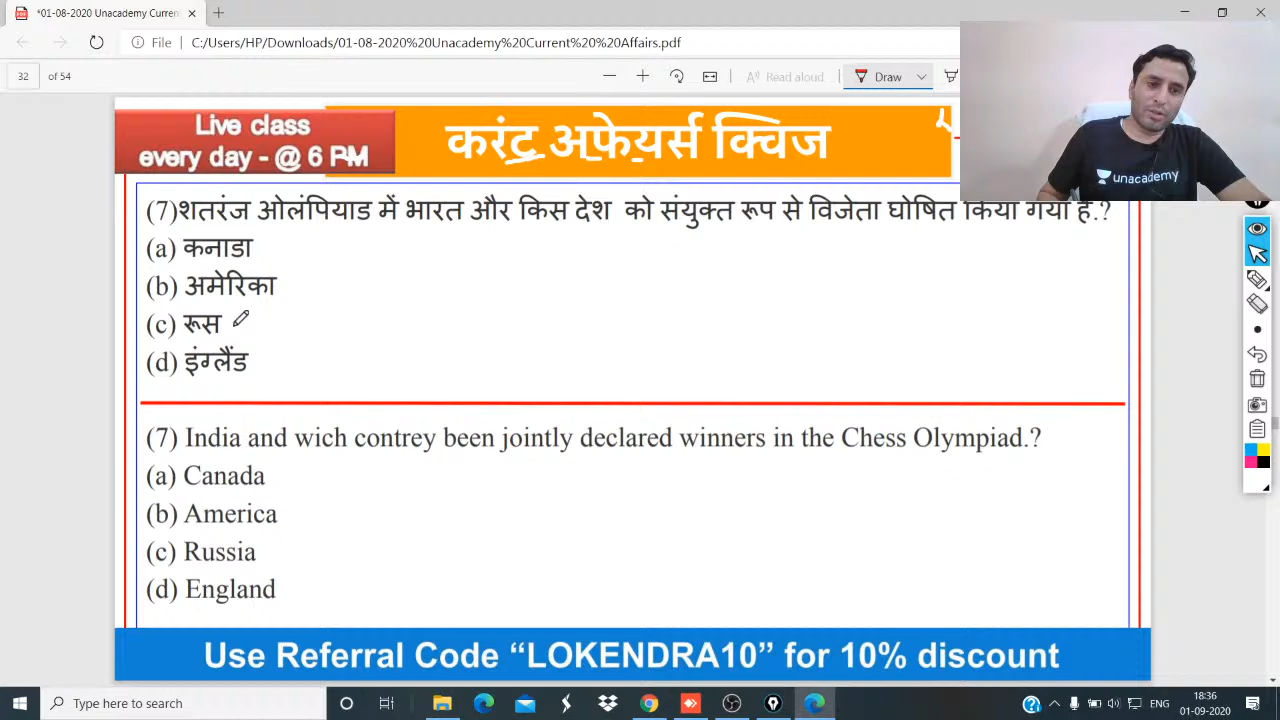 *01-08-2020 Unacademy Current
File C:/Users/HP/Downloads/01-08-2020%20Unacademy%20Current%20%20Affairs.pdf
32 of 54
Read aloud
Draw
Live class
every day - @ 6 PM
करंट अफेयर्स क्विज
unacademy
(7)शतरंज ओलंपियाड में भारत और किस देश को संयुक्त रूप से विजेता घोषित किया गया है.?
(a) कनाडा
(b) अमेरिका
(c) रूस
(d) इंग्लैंड
(7) India and wich contrey been jointly declared winners in the Chess Olympiad.?
(a) Canada
(b) America
(c) Russia
(d) England
Use Referral Code “LOKENDRA10” for 10% discount
Type here to search
ENG
18:36
01-09-2020